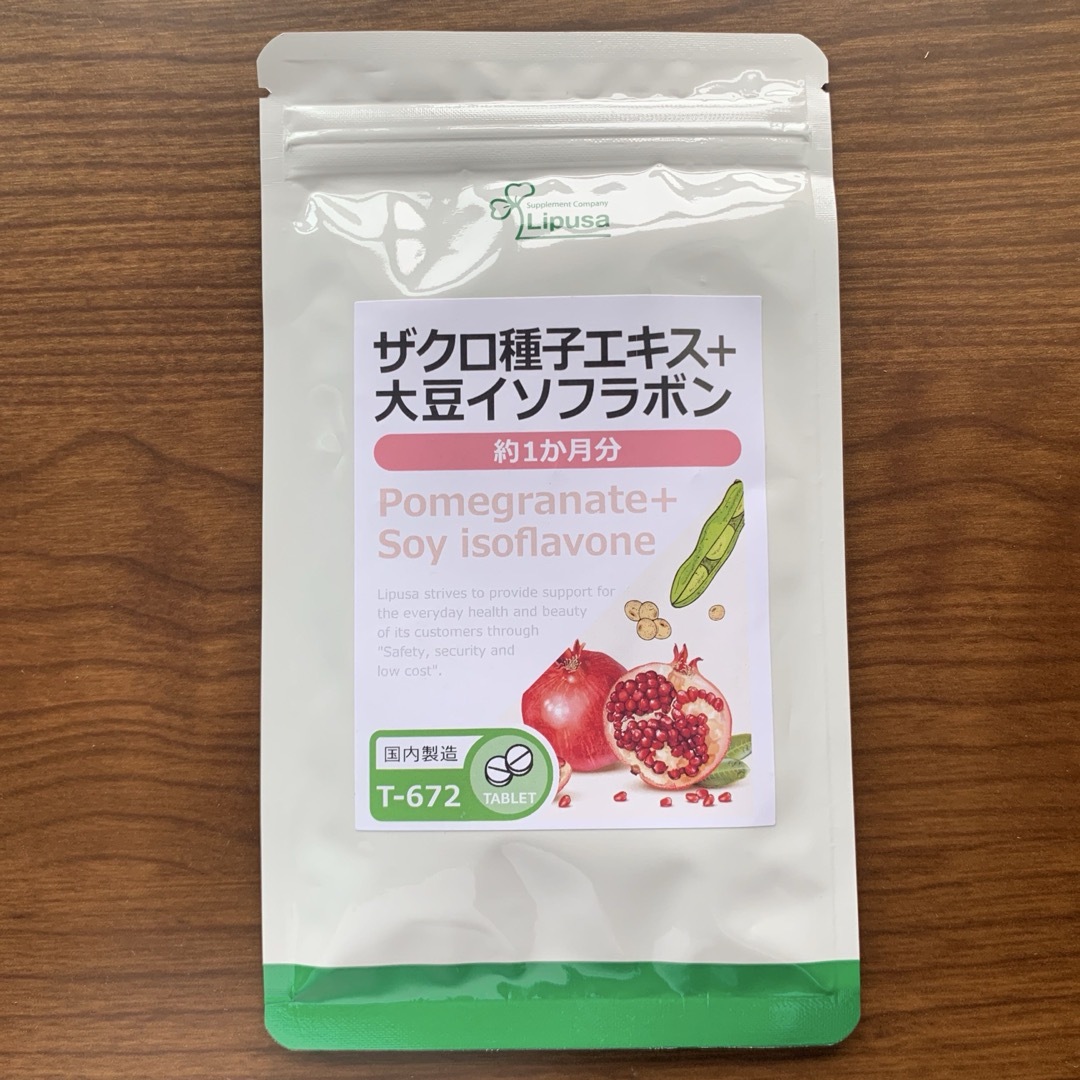 Supplement Company
Lipusa
ザクロ種子エキス+
大豆イソフラボン
約1か月分
Pomegranate+
Soy isoflavone
Lipusa strives to provide support for
the everyday health and beauty
of its customers through
"Safety, security and
low cost".
国内製造
T-672
TABLET